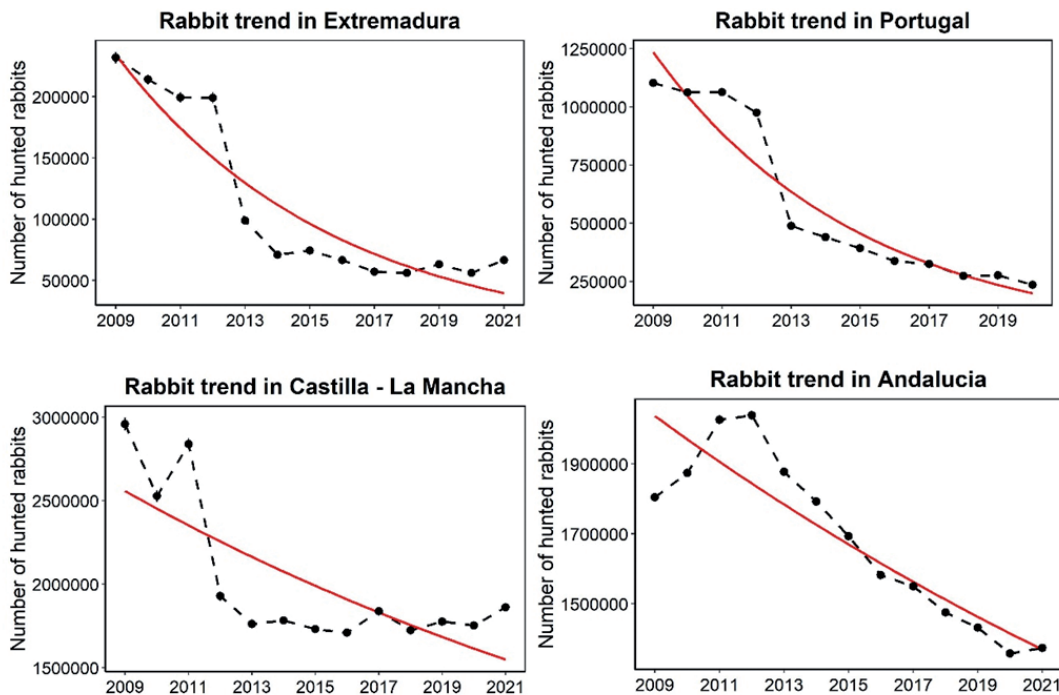 Rabbit trend in Extremadura
Number of hunted rabbits
200000
150000
100000
50000
2009 2011 2013 2015 2017 2019 2021
Rabbit trend in Portugal
Number of hunted rabbits
1250000
1000000
750000
500000
250000
2009 2011 2013 2015 2017 2019
Rabbit trend in Castilla - La Mancha
Number of hunted rabbits
3000000
2500000
2000000
1500000
2009 2011 2013 2015 2017 2019 2021
Rabbit trend in Andalucia
Number of hunted rabbits
1900000
1700000
1500000
2009 2011 2013 2015 2017 2019 2021